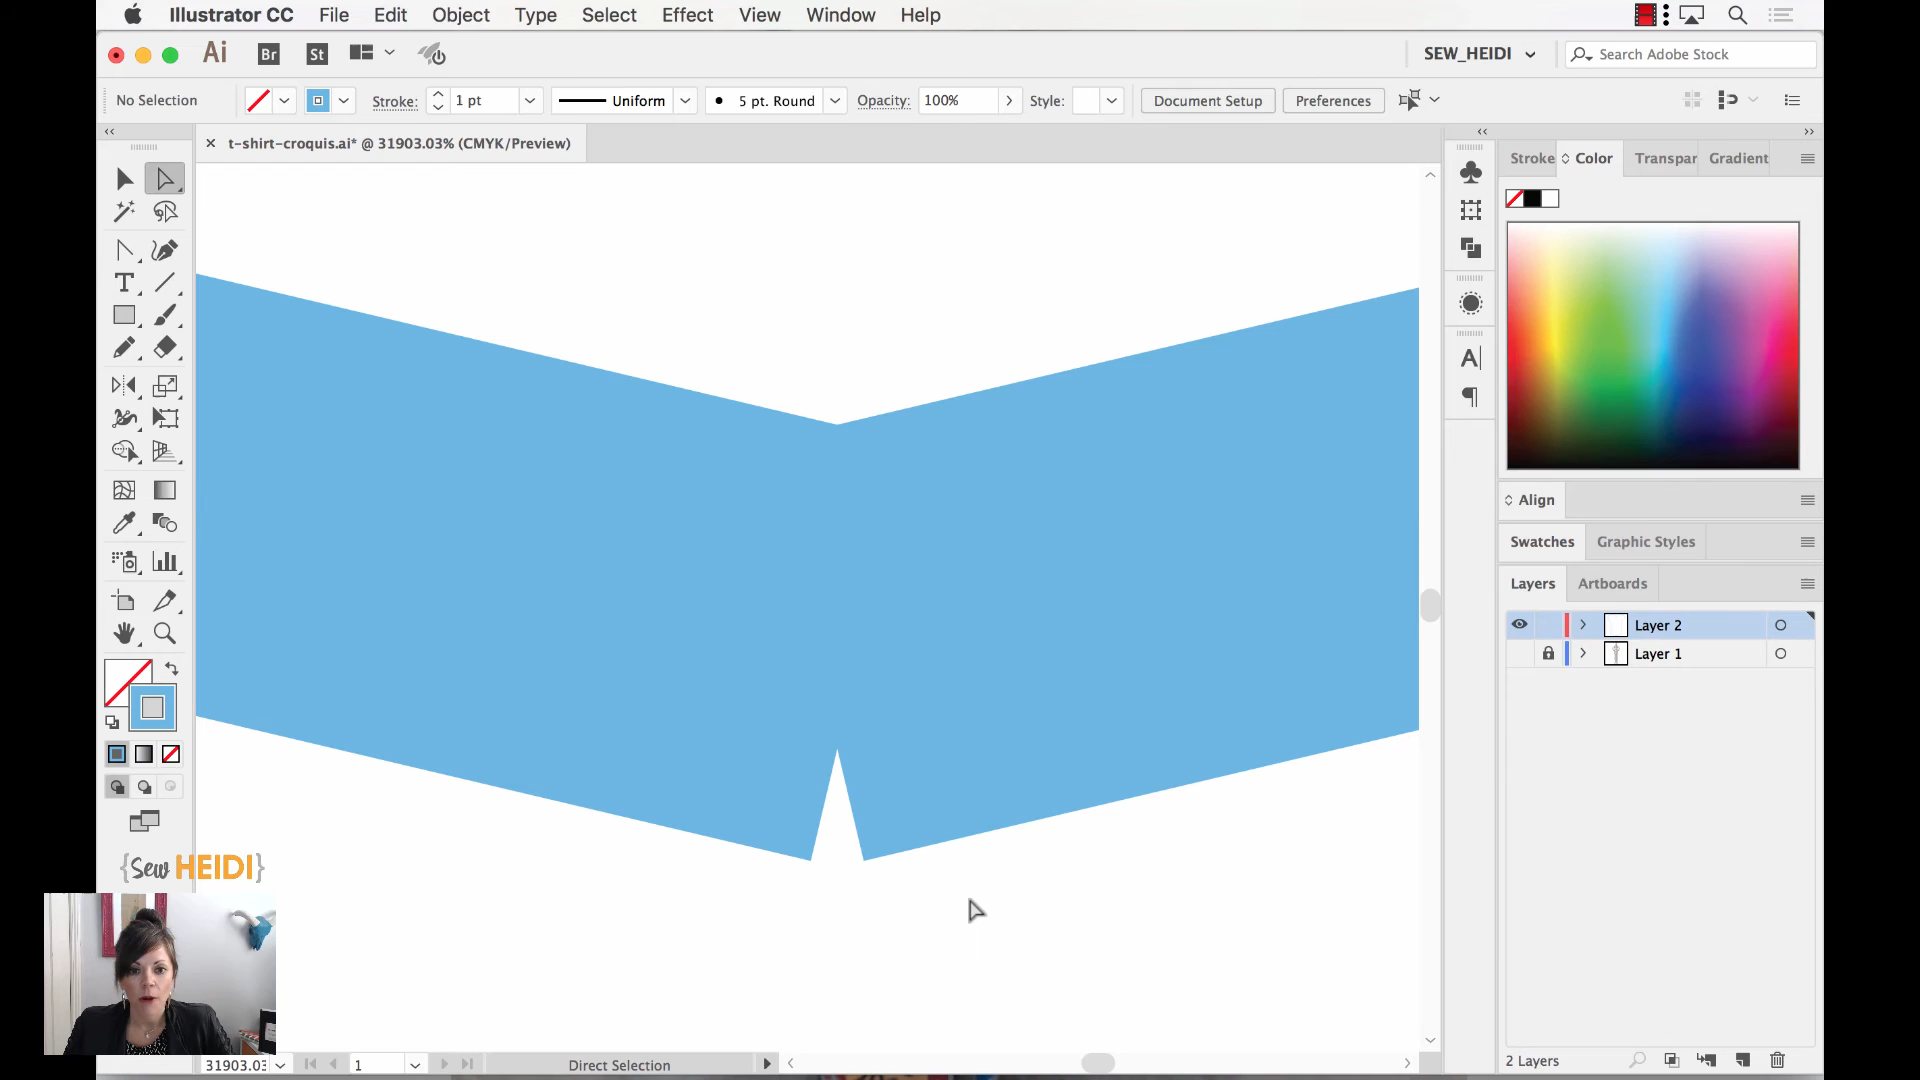 Illustrator CC File Edit Object Type Select Effect View Window Help
Ai Br St SEW_HEIDI Search Adobe Stock
No Selection Stroke: 1 pt Uniform 5 pt. Round Opacity: 100% Style: Document Setup Preferences
t-shirt-croquis.ai* @ 31903.03% (CMYK/Preview)
Stroke Color Transpar Gradient
Align
Swatches Graphic Styles
Layers Artboards
Layer 2
Layer 1
{Sew HEIDI}
31903.03 1 Direct Selection 2 Layers